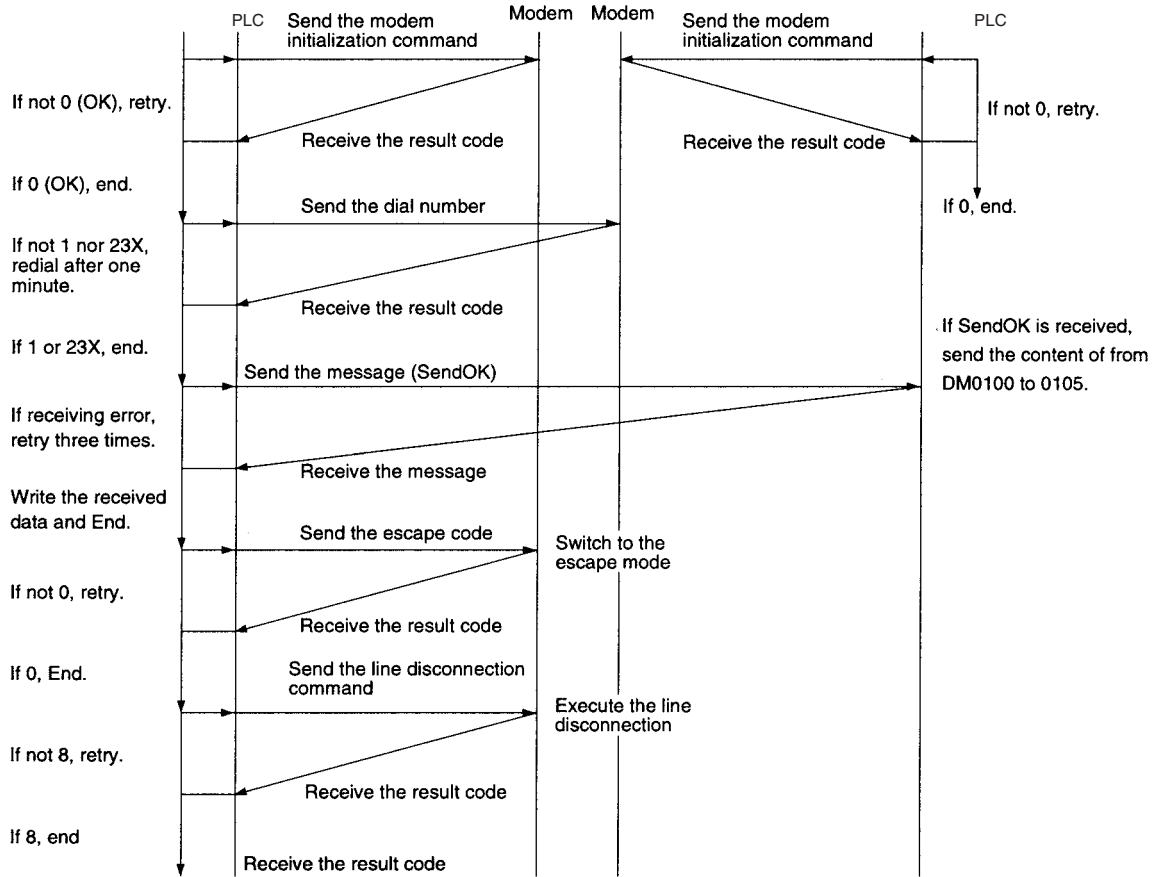 PLC
Send the modem
initialization command
Modem
Modem
Send the modem
initialization command
PLC
If not 0 (OK), retry.
If not 0, retry.
Receive the result code
Receive the result code
If 0 (OK), end.
Send the dial number
If 0, end.
If not 1 nor 23X,
redial after one
minute.
Receive the result code
If SendOK is received,
send the content of from
DM0100 to 0105.
If 1 or 23X, end.
Send the message (SendOK)
If receiving error,
retry three times.
Receive the message
Write the received
data and End.
Send the escape code
Switch to the
escape mode
If not 0, retry.
Receive the result code
If 0, End.
Send the line disconnection
command
Execute the line
disconnection
If not 8, retry.
Receive the result code
If 8, end
Receive the result code